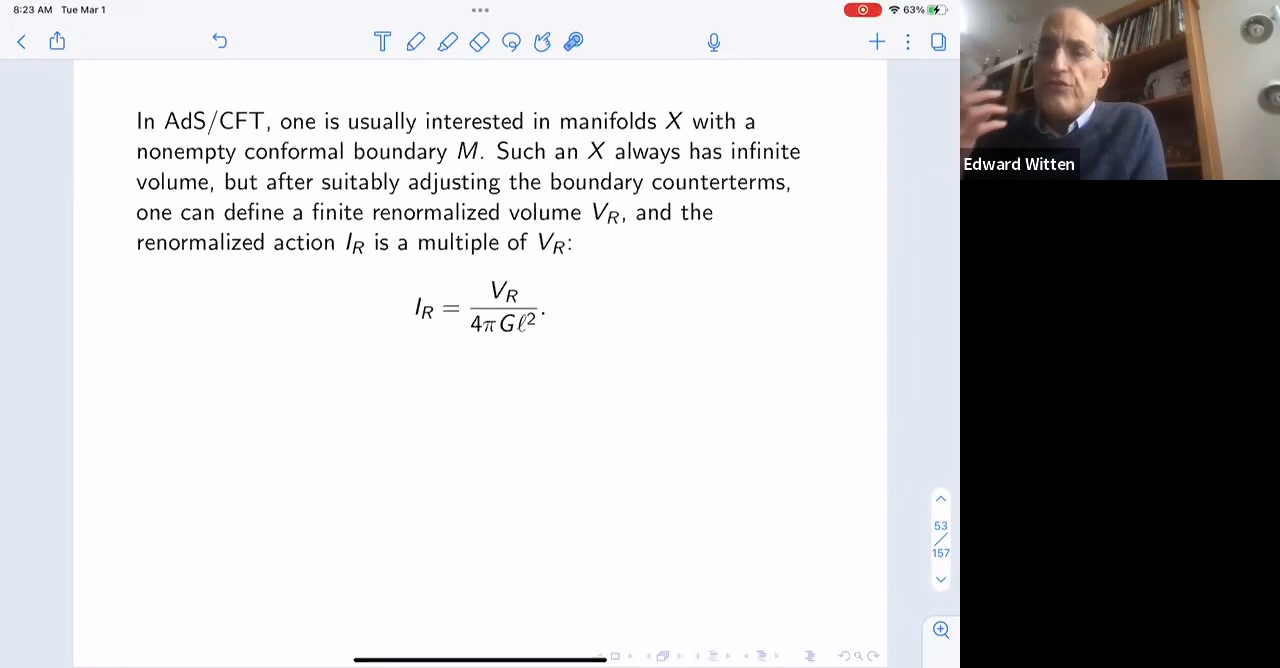 8:23 AM Tue Mar 1
63%
In AdS/CFT, one is usually interested in manifolds X with a
nonempty conformal boundary M. Such an X always has infinite
volume, but after suitably adjusting the boundary counterterms,
one can define a finite renormalized volume V_R, and the
renormalized action I_R is a multiple of V_R:
I_R = V_R / 4πGℓ².
53
157
Edward Witten